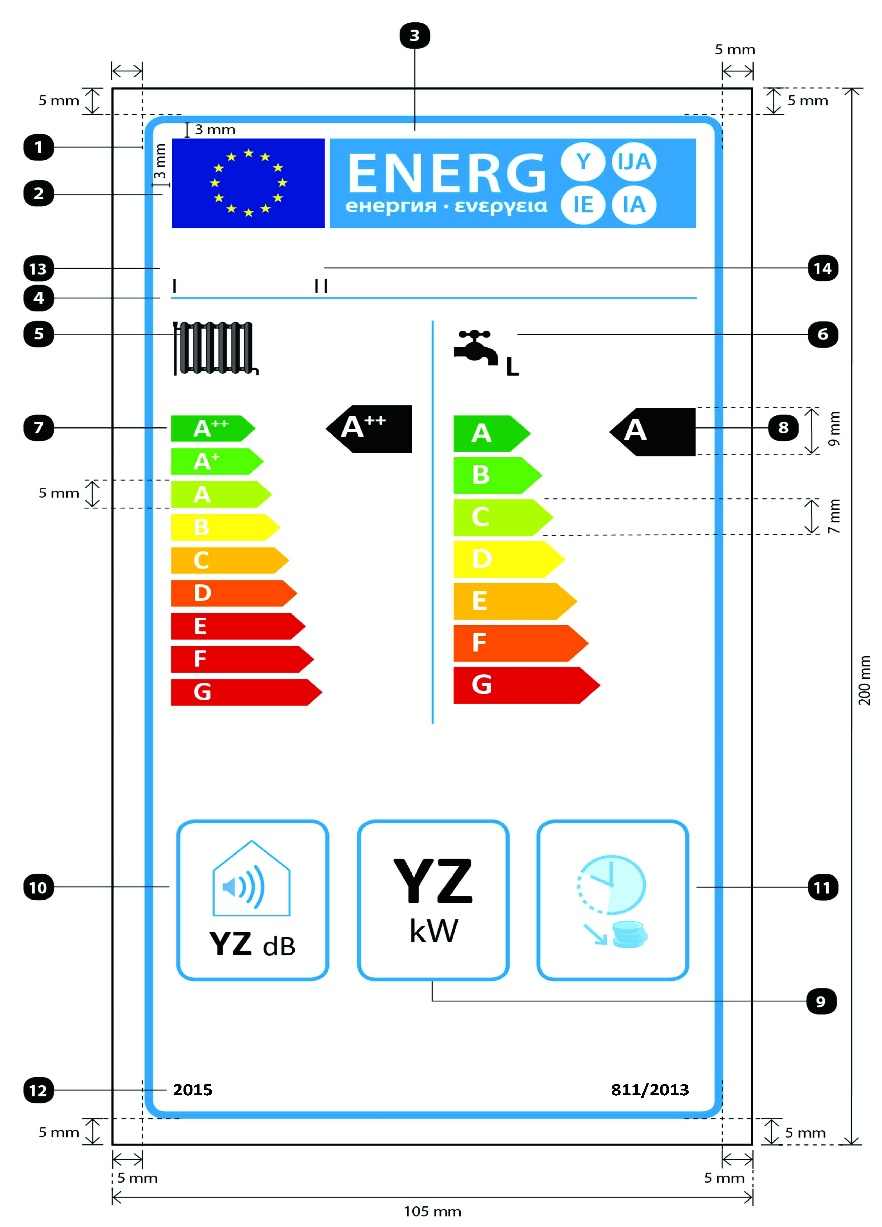 3
5 mm
5 mm
5 mm
3 mm
1
3 mm
2
ENERG
енергия · ενεργεια
Y
IJA
IE
IA
13
14
I
II
4
5
6
L
7
A++
A++
A
A
8
9 mm
A+
B
5 mm
A
C
7 mm
B
D
C
E
D
F
E
G
F
G
200 mm
10
YZ dB
YZ
kW
11
9
12
2015
811/2013
5 mm
5 mm
5 mm
5 mm
105 mm